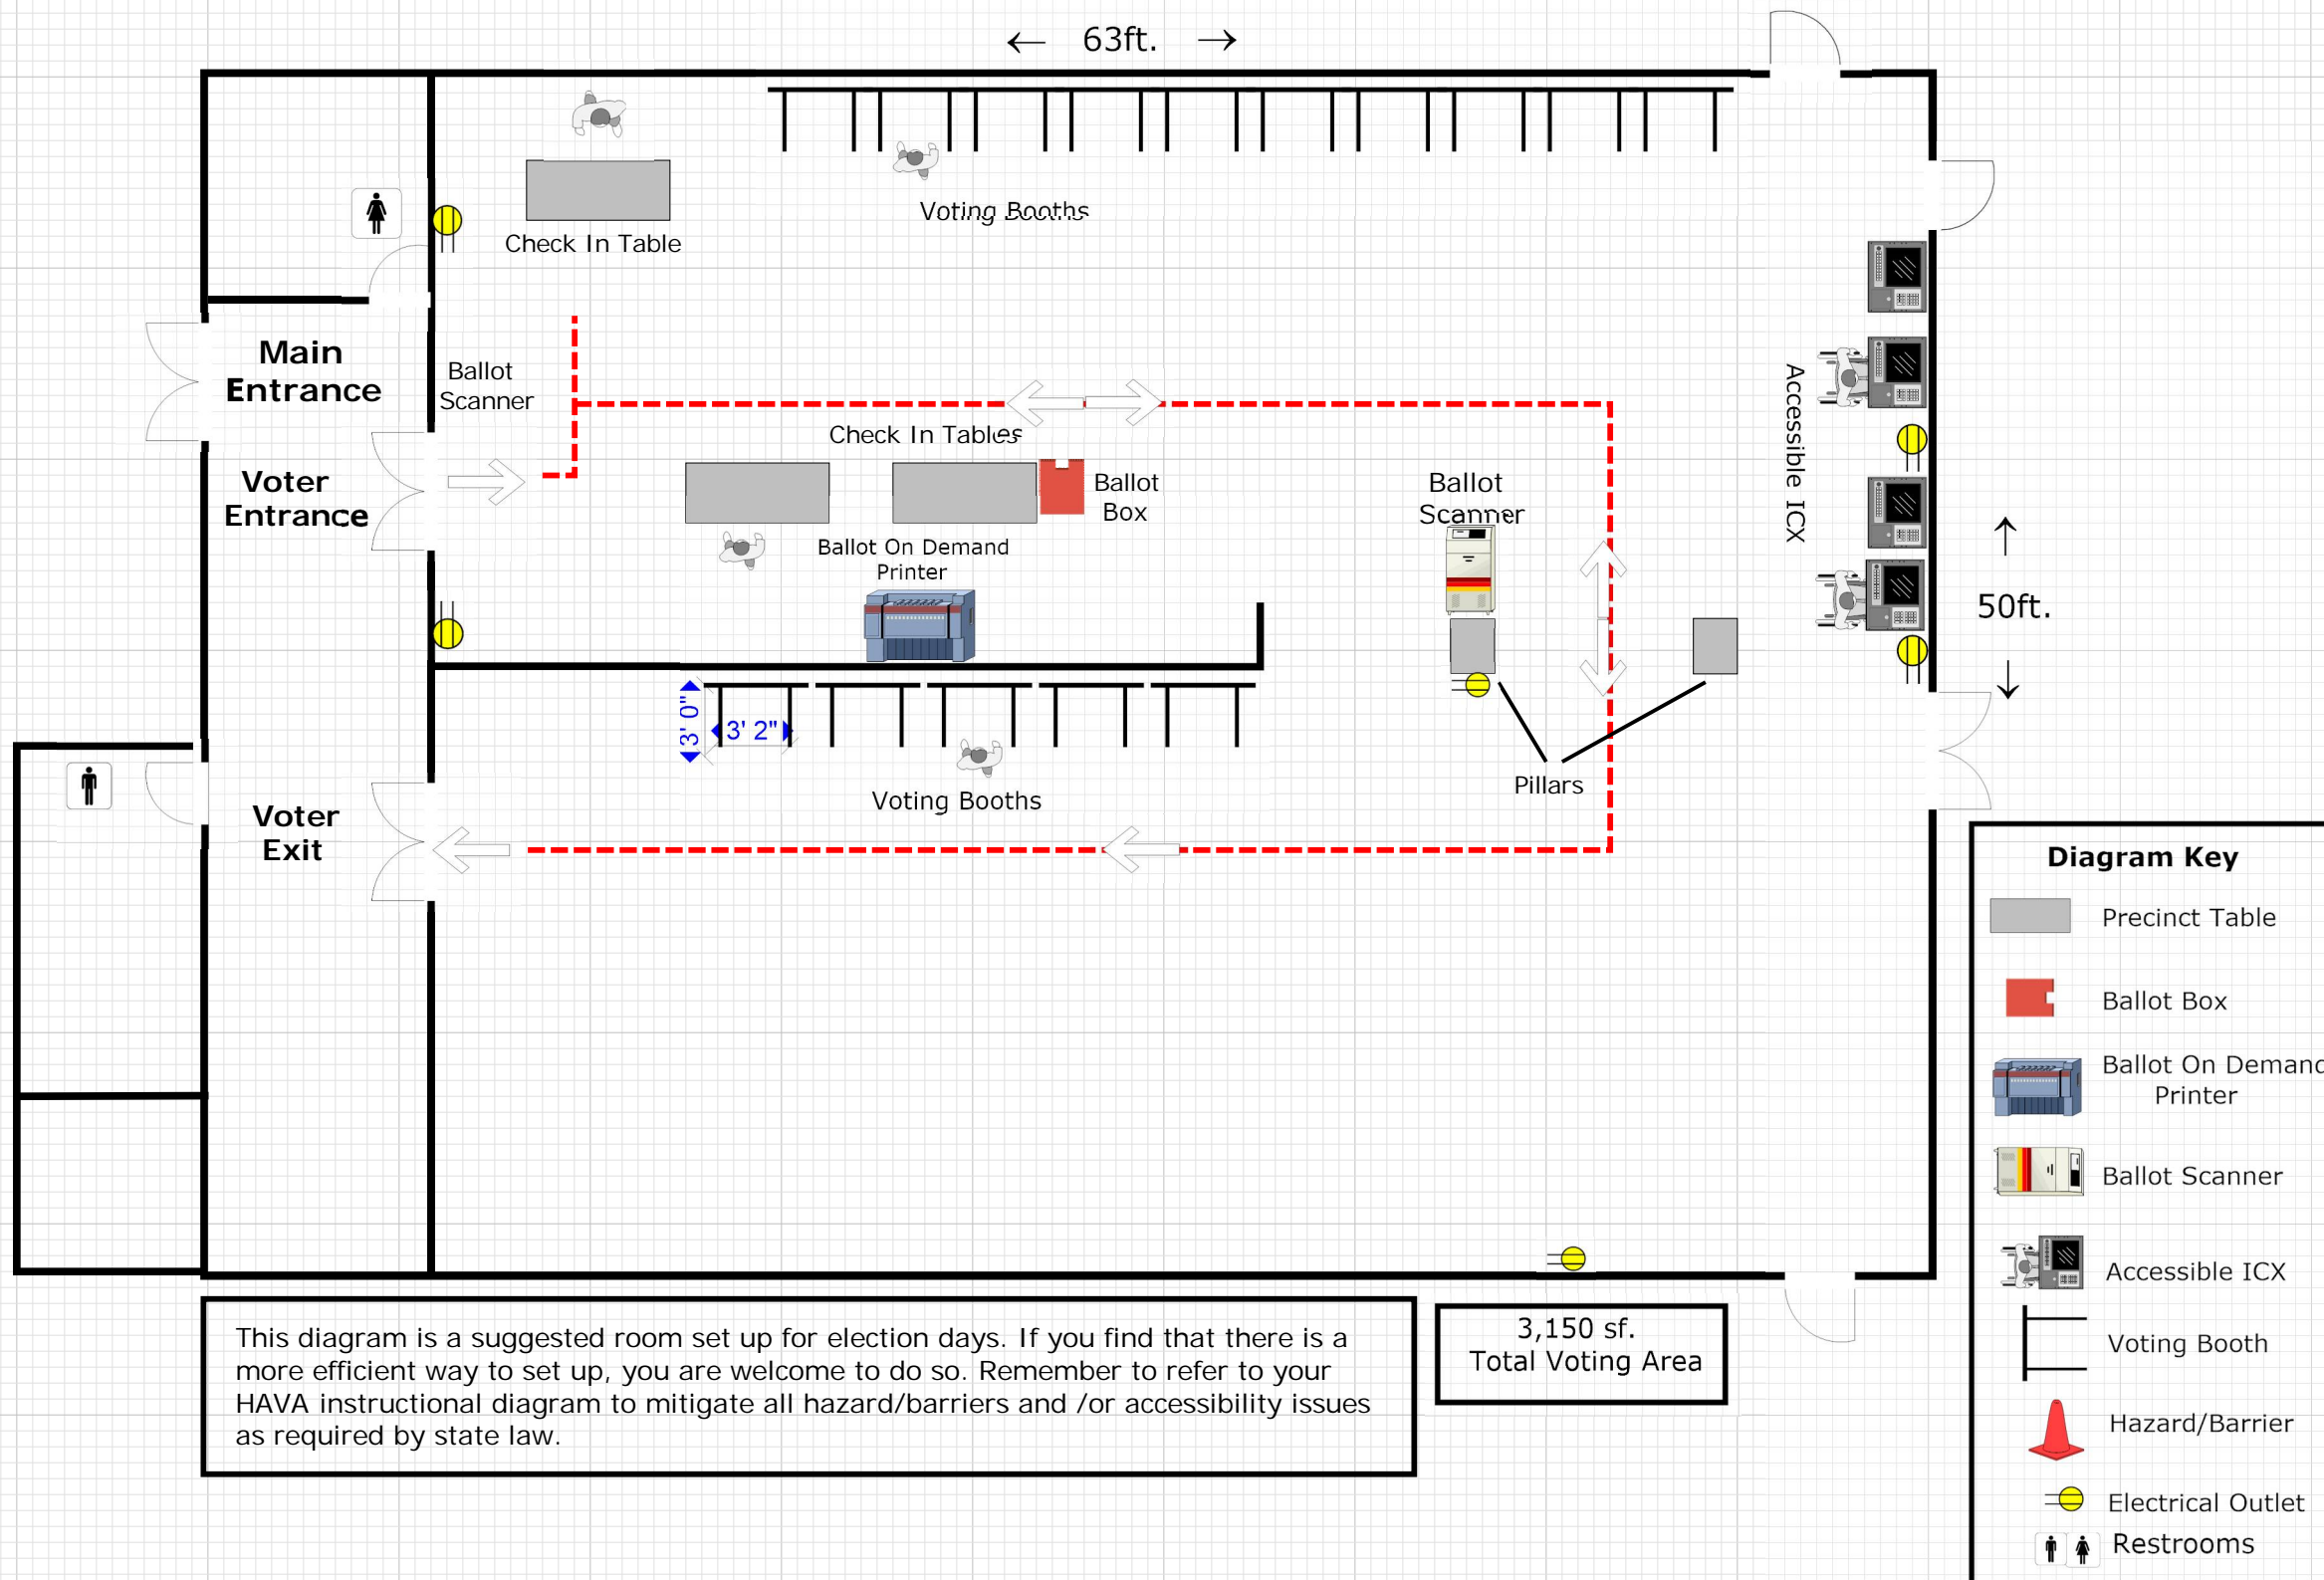 ← 63ft. →
Check In Table
Voting Booths
Main
Entrance
Ballot
Scanner
Voter
Entrance
Check In Tables
Ballot
Box
Ballot On Demand
Printer
Ballot
Scanner
Accessible ICX
↑
50ft.
↓
3' 0"
3' 2"
Voting Booths
Pillars
Voter
Exit
Diagram Key
Precinct Table
Ballot Box
Ballot On Demand
Printer
Ballot Scanner
Accessible ICX
Voting Booth
Hazard/Barrier
Electrical Outlet
Restrooms
This diagram is a suggested room set up for election days. If you find that there is a
more efficient way to set up, you are welcome to do so. Remember to refer to your
HAVA instructional diagram to mitigate all hazard/barriers and /or accessibility issues
as required by state law.
3,150 sf.
Total Voting Area